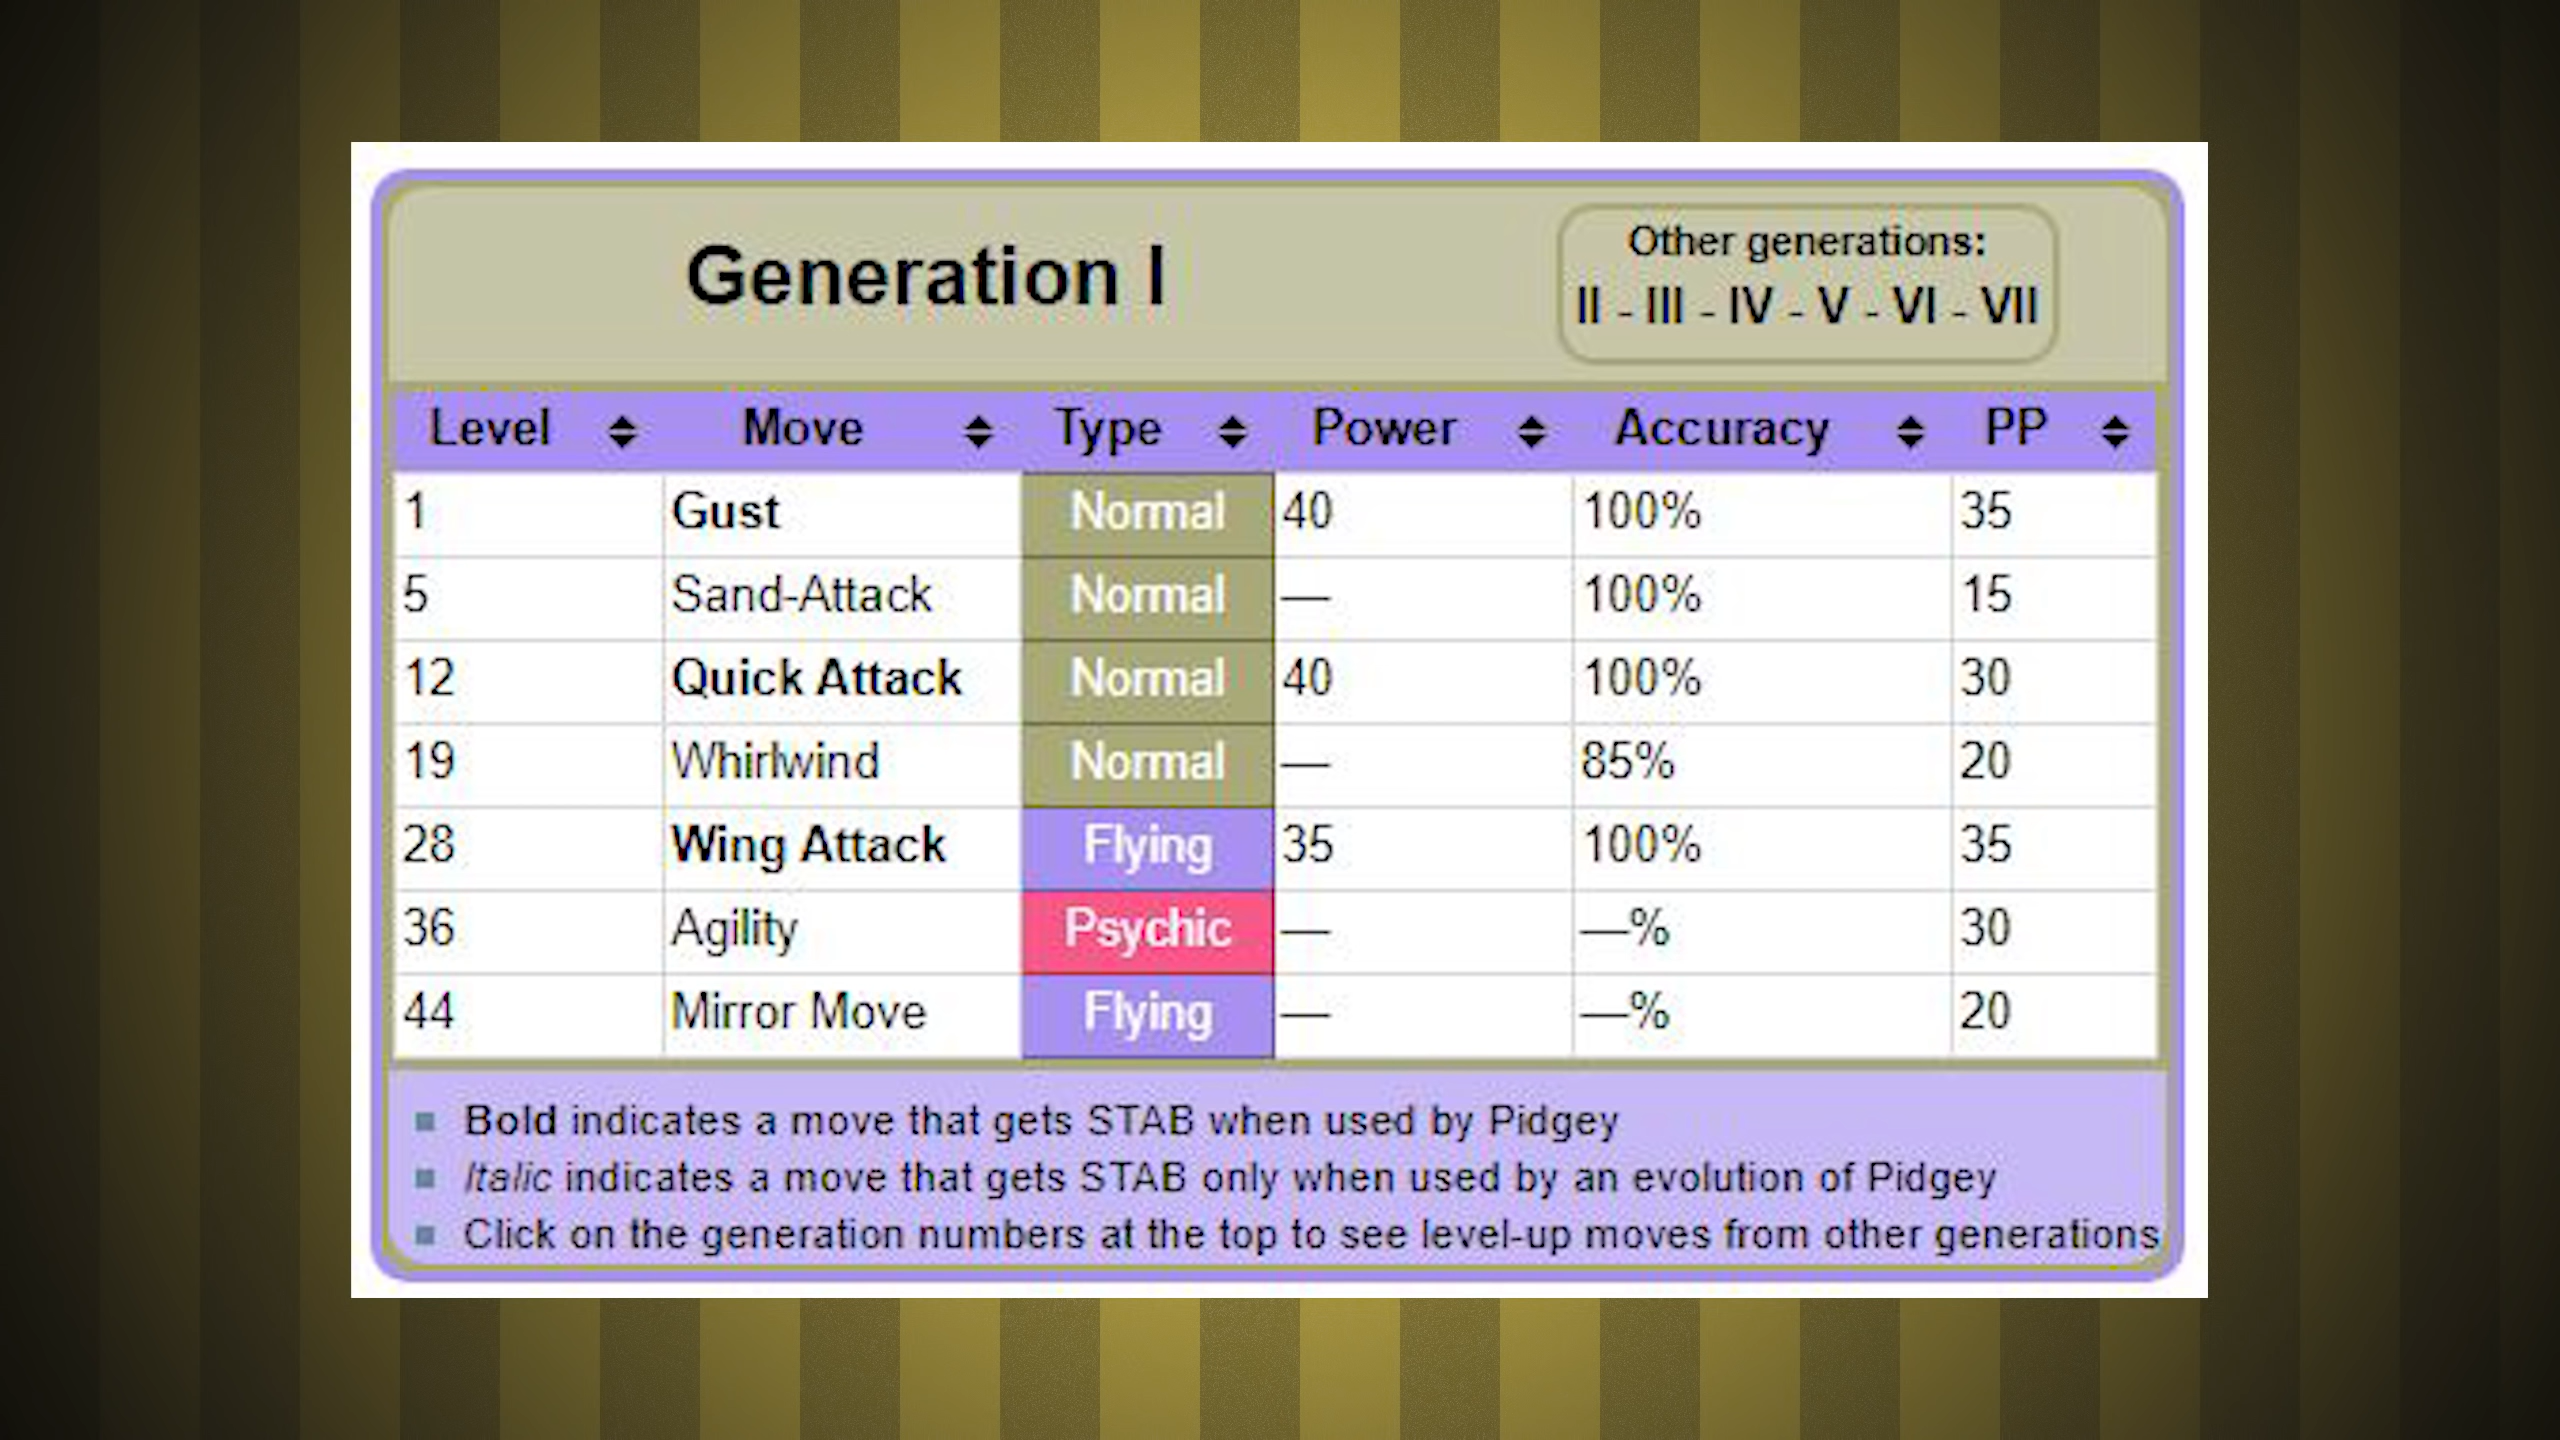 Generation I
Other generations:
II - III - IV - V - VI - VII
Level Move Type Power Accuracy PP
1 Gust Normal 40 100% 35
5 Sand-Attack Normal — 100% 15
12 Quick Attack Normal 40 100% 30
19 Whirlwind Normal — 85% 20
28 Wing Attack Flying 35 100% 35
36 Agility Psychic — —% 30
44 Mirror Move Flying — —% 20
Bold indicates a move that gets STAB when used by Pidgey
Italic indicates a move that gets STAB only when used by an evolution of Pidgey
Click on the generation numbers at the top to see level-up moves from other generations